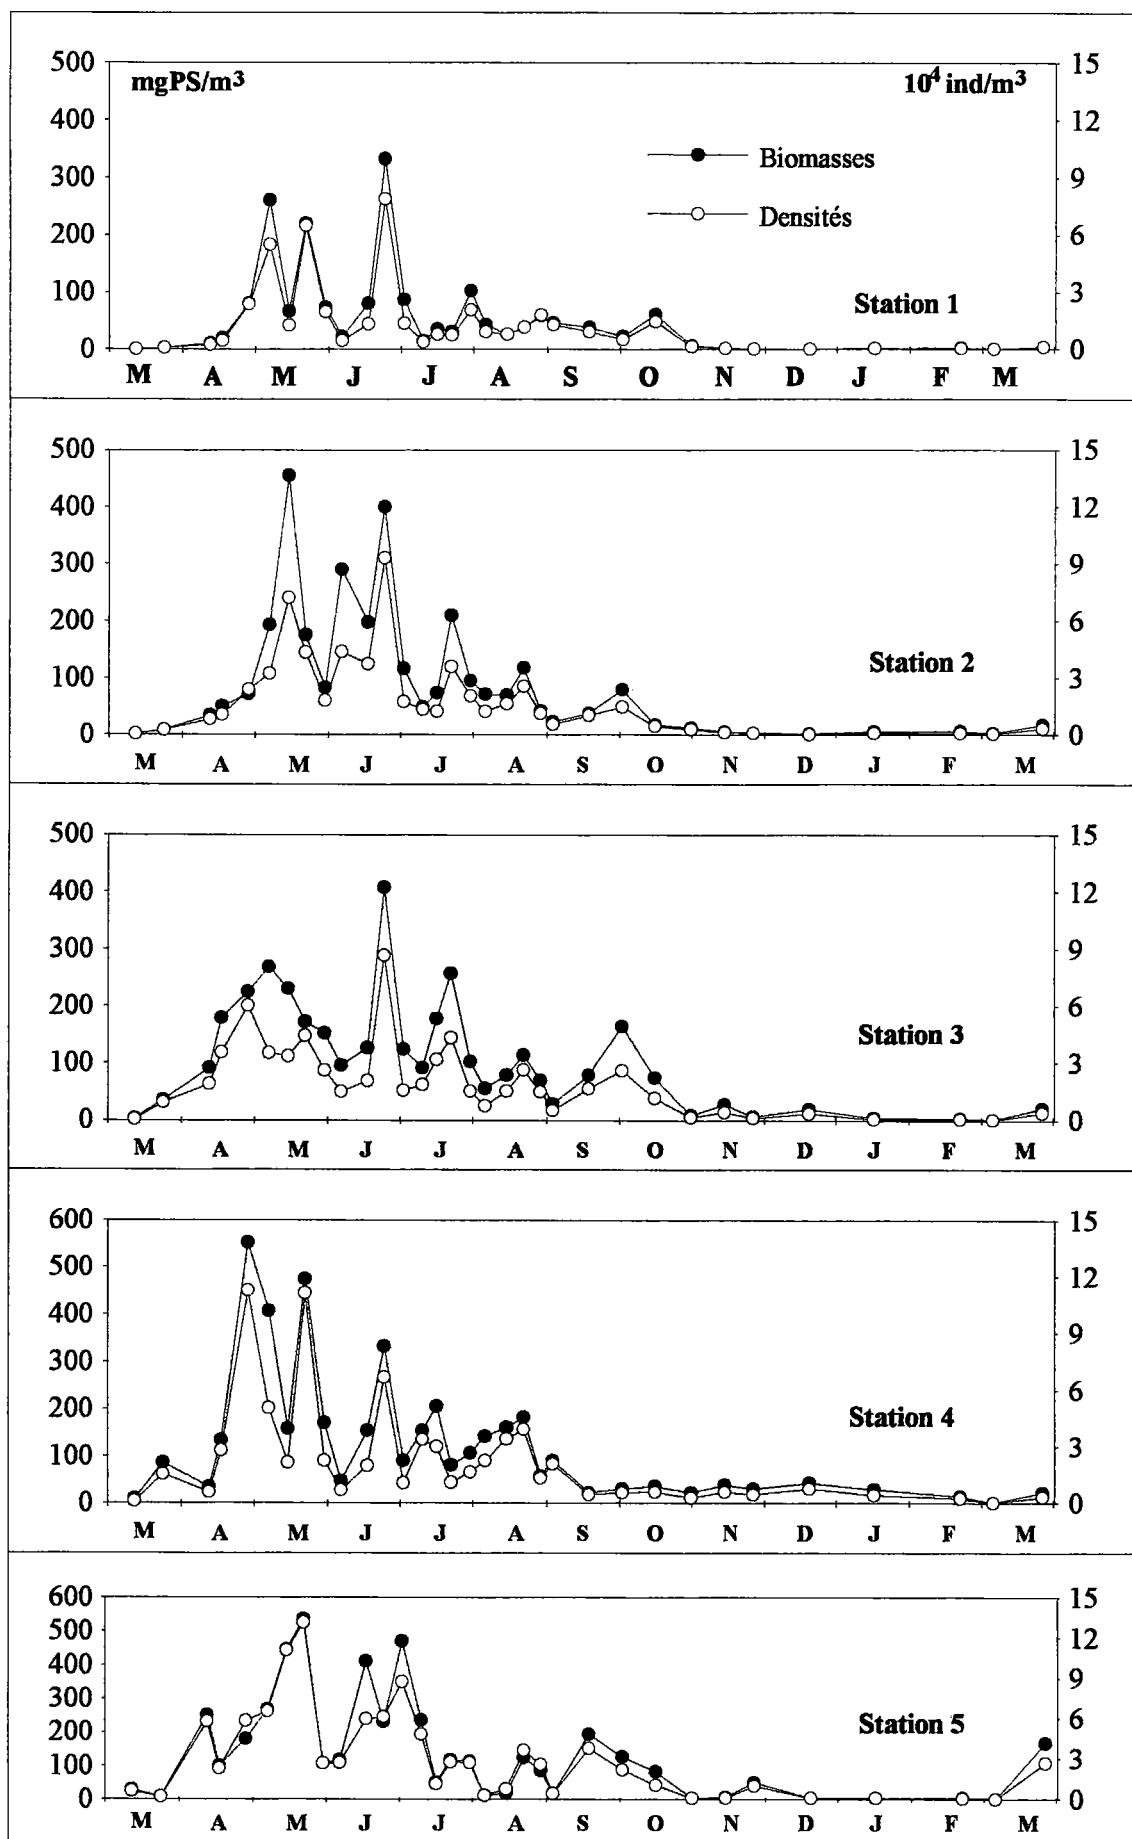 mgPS/m³ 10⁴ ind/m³
500 15
400 12
300 9
200 6
100 3
0 0
Biomasses
Densités
Station 1
M A M J J A S O N D J F M
500 15
400 12
300 9
200 6
100 3
0 0
Station 2
M A M J J A S O N D J F M
500 15
400 12
300 9
200 6
100 3
0 0
Station 3
M A M J J A S O N D J F M
600 15
500 12
400 9
300 6
200 3
100 0
0
Station 4
M A M J J A S O N D J F M
600 15
500 12
400 9
300 6
200 3
100 0
0
Station 5
M A M J J A S O N D J F M